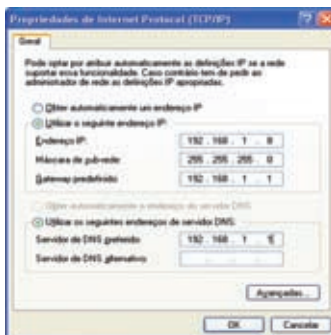 Propriedades de Internet Protocol (TCP/IP)
Geral
Pode optar por atribuir automaticamente as definições IP se a rede
suportar essa funcionalidade. Caso contrário tem de pedir ao
administrador de rede as definições IP apropriadas.
Obter automaticamente um endereço IP
Utilizar o seguinte endereço IP:
Endereço IP: 192 . 168 . 1 . 8
Máscara de sub-rede: 255 . 255 . 255 . 0
Gateway predefinido: 192 . 168 . 1 . 1
Obter automaticamente o endereço do servidor DNS
Utilizar os seguintes endereços de servidor DNS:
Servidor de DNS preferido: 192 . 168 . 1 . 1
Servidor de DNS alternativo:
Avançadas...
OK Cancelar